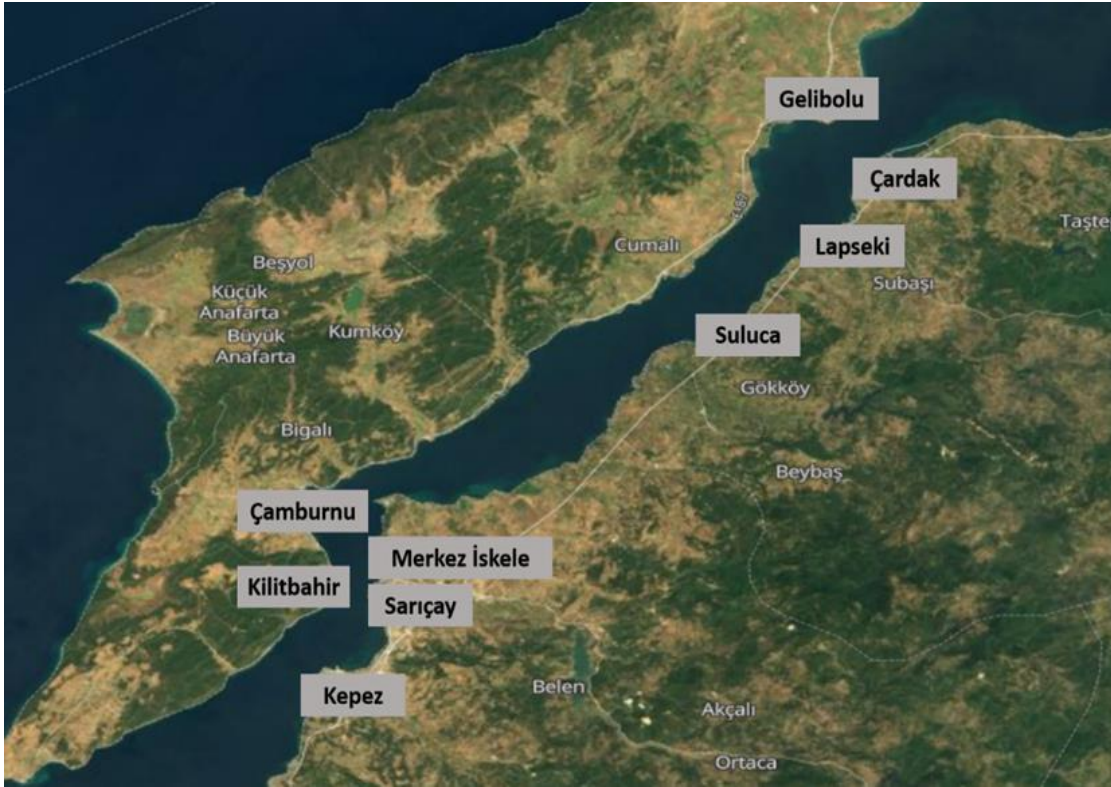 Gelibolu
Çardak
Taşte
Lapseki
Cumalı
Beşyol
Subaşı
Küçük
Anafarta
Kumköy
Büyük
Anafarta
Suluca
Gökköy
Bigalı
Beybaş
Çamburnu
Merkez İskele
Kilitbahir
Sarıçay
Kepez
Belen
Akçalı
Ortaca